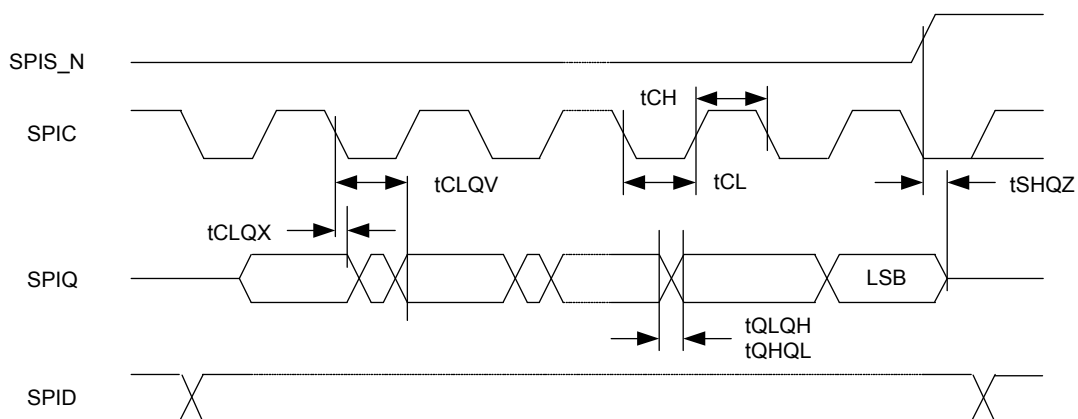 SPIS_N
tCH
SPIC
tCLQV
tCL
tSHQZ
tCLQX
SPIQ
LSB
tQLQH
tQHQL
SPID